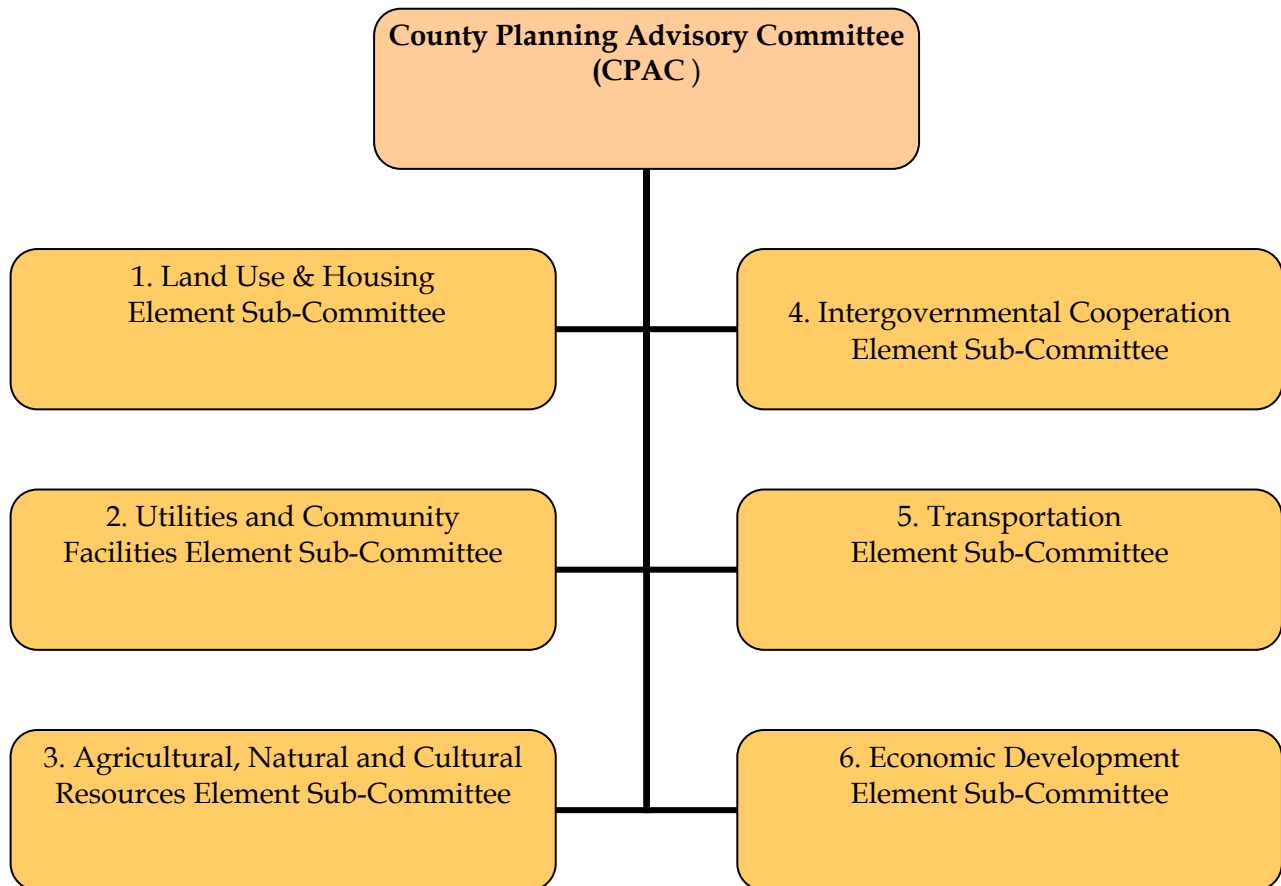 County Planning Advisory Committee
(CPAC )
1. Land Use & Housing
Element Sub-Committee
2. Utilities and Community
Facilities Element Sub-Committee
3. Agricultural, Natural and Cultural
Resources Element Sub-Committee
4. Intergovernmental Cooperation
Element Sub-Committee
5. Transportation
Element Sub-Committee
6. Economic Development
Element Sub-Committee